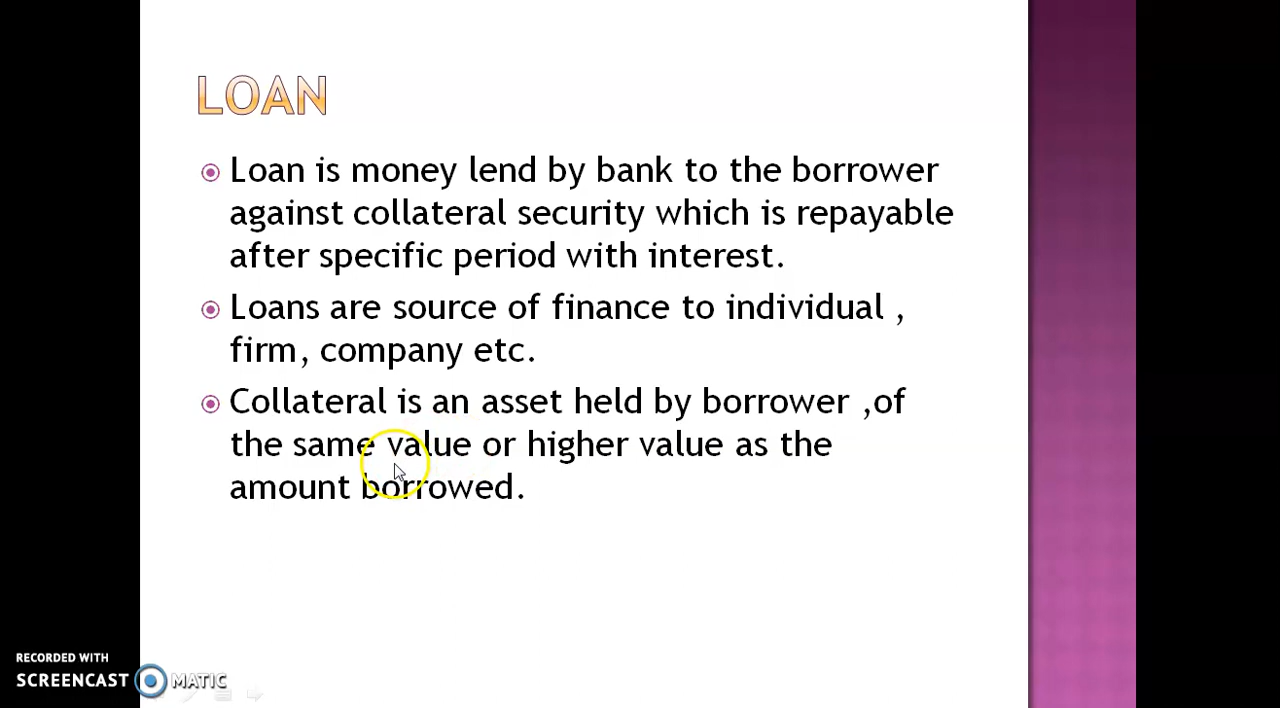 LOAN
Loan is money lend by bank to the borrower
against collateral security which is repayable
after specific period with interest.
Loans are source of finance to individual ,
firm, company etc.
Collateral is an asset held by borrower ,of
the same value or higher value as the
amount borrowed.
RECORDED WITH
SCREENCAST MATIC